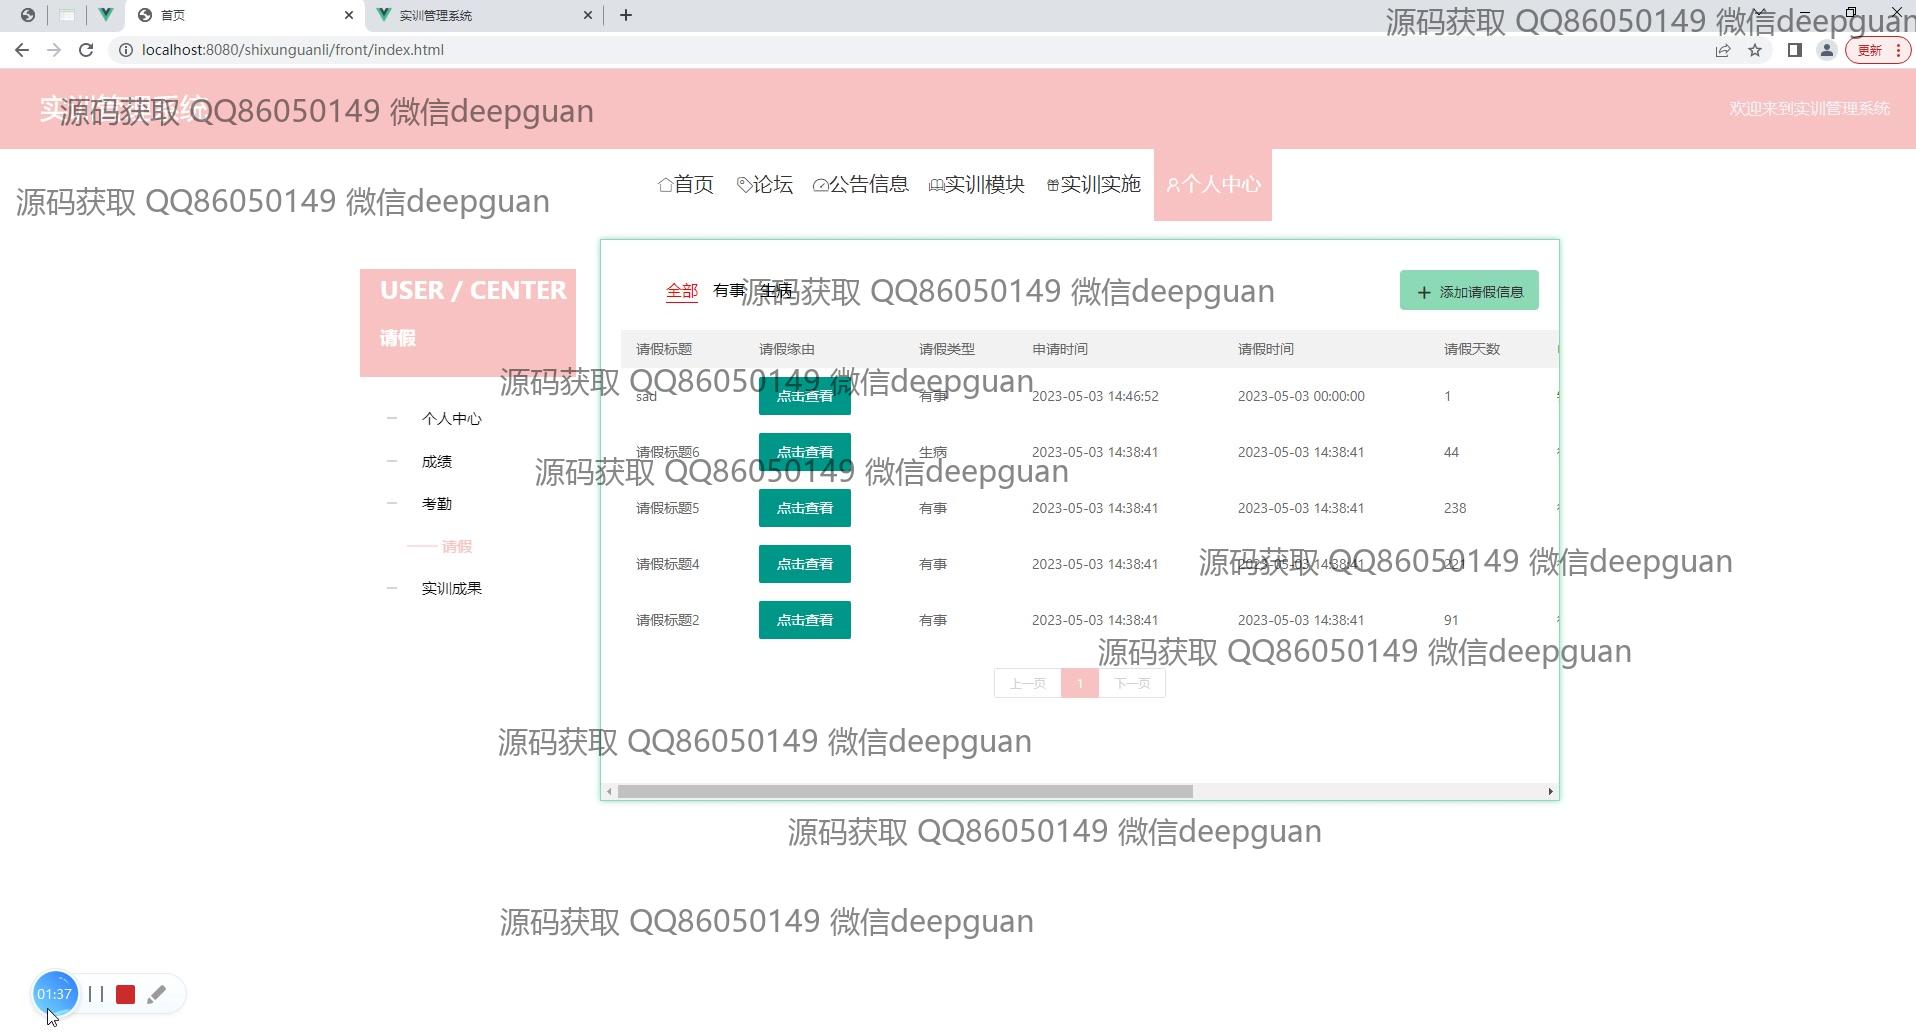 首页
实训管理系统
源码获取 QQ86050149 微信deepguan
localhost:8080/shixunguanli/front/index.html
更新
实训管理系统
源码获取 QQ86050149 微信deepguan
欢迎来到实训管理系统
首页 论坛 公告信息 实训模块 实训实施 个人中心
源码获取 QQ86050149 微信deepguan
USER / CENTER
请假
个人中心
成绩
考勤
请假
实训成果
全部 有事 生病
源码获取 QQ86050149 微信deepguan
添加请假信息
请假标题 请假缘由 请假类型 申请时间 请假时间 请假天数
源码获取 QQ86050149 微信deepguan
sad 点击查看 有事 2023-05-03 14:46:52 2023-05-03 00:00:00 1
请假标题6 点击查看 生病 2023-05-03 14:38:41 2023-05-03 14:38:41 44
源码获取 QQ86050149 微信deepguan
请假标题5 点击查看 有事 2023-05-03 14:38:41 2023-05-03 14:38:41 238
请假标题4 点击查看 有事 2023-05-03 14:38:41 2023-05-03 14:38:41 221
源码获取 QQ86050149 微信deepguan
请假标题2 点击查看 有事 2023-05-03 14:38:41 2023-05-03 14:38:41 91
源码获取 QQ86050149 微信deepguan
上一页 1 下一页
源码获取 QQ86050149 微信deepguan
源码获取 QQ86050149 微信deepguan
源码获取 QQ86050149 微信deepguan
01:37